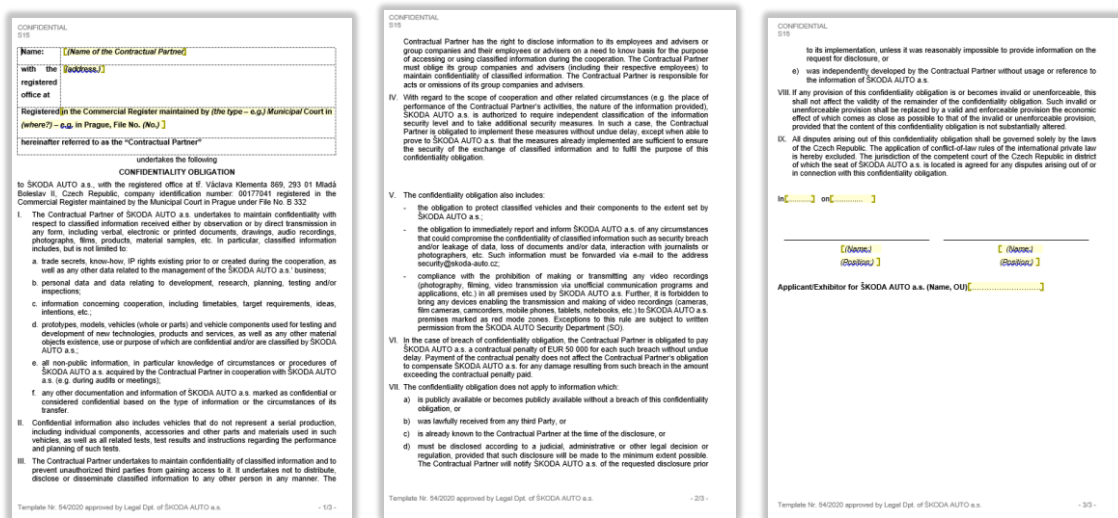 CONFIDENTIAL
S15
Name: (Name of the Contractual Partner)
with the registered office at (address.)
Registered in the Commercial Register maintained by (the type – e.g.) Municipal Court in
(where?) – e.g. in Prague, File No. (No.)
hereinafter referred to as the “Contractual Partner”
undertakes the following
CONFIDENTIALITY OBLIGATION
to ŠKODA AUTO a.s., with the registered office at tř. Václava Klementa 869, 293 01 Mladá
Boleslav II, Czech Republic, company identification number: 00177041 registered in the
Commercial Register maintained by the Municipal Court in Prague under File No. B 332
I. The Contractual Partner of ŠKODA AUTO a.s. undertakes to maintain confidentiality with
respect to classified information received either by observation or by direct transmission in
any form, including verbal, electronic or printed documents, drawings, audio recordings,
photographs, films, products, material samples, etc. In particular, classified information
includes, but is not limited to:
a. trade secrets, know-how, IP rights existing prior to or created during the cooperation, as
well as any other data related to the management of the ŠKODA AUTO a.s.' business;
b. personal data and data relating to development, research, planning, testing and/or
inspections;
c. information concerning cooperation, including timetables, target requirements, ideas,
intentions, etc.;
d. prototypes, models, vehicles (whole or parts) and vehicle components used for testing and
development of new technologies, products and services, as well as any other material
objects existence, use or purpose of which are confidential and/or are classified by ŠKODA
AUTO a.s.;
e. all non-public information, in particular knowledge of circumstances or procedures of
ŠKODA AUTO a.s. acquired by the Contractual Partner in cooperation with ŠKODA AUTO
a.s. (e.g. during audits or meetings);
f. any other documentation and information of ŠKODA AUTO a.s. marked as confidential or
considered confidential based on the type of information or the circumstances of its
transfer.
II. Confidential information also includes vehicles that do not represent a serial production,
including individual components, accessories and other parts and materials used in such
vehicles, as well as all related tests, test results and instructions regarding the performance
and planning of such tests.
III. The Contractual Partner undertakes to maintain confidentiality of classified information and to
prevent unauthorized third parties from gaining access to it. It undertakes not to distribute,
disclose or disseminate classified information to any other person in any manner. The
Template Nr. 54/2020 approved by Legal Dpt. of ŠKODA AUTO a.s. - 1/3 -
CONFIDENTIAL
S15
Contractual Partner has the right to disclose information to its employees and advisers or
group companies and their employees or advisers on a need to know basis for the purpose
of accessing or using classified information during the cooperation. The Contractual Partner
must oblige its group companies and advisers (including their respective employees) to
maintain confidentiality of classified information. The Contractual Partner is responsible for
acts or omissions of its group companies and advisers.
IV. With regard to the scope of cooperation and other related circumstances (e.g. the place of
performance of the Contractual Partner's activities, the nature of the information provided),
ŠKODA AUTO a.s. is authorized to require independent classification of the information
security level and to take additional security measures. In such a case, the Contractual
Partner is obligated to implement these measures without undue delay, except when able to
prove to ŠKODA AUTO a.s. that the measures already implemented are sufficient to ensure
the security of the exchange of classified information and to fulfil the purpose of this
confidentiality obligation.
V. The confidentiality obligation also includes:
- the obligation to protect classified vehicles and their components to the extent set by
ŠKODA AUTO a.s.;
- the obligation to immediately report and inform ŠKODA AUTO a.s. of any circumstances
that could compromise the confidentiality of classified information such as security breach
and/or leakage of data, loss of documents and/or data, interaction with journalists or
photographers, etc. Such information must be forwarded via e-mail to the address
security@skoda-auto.cz;
- compliance with the prohibition of making or transmitting any video recordings
(photography, filming, video transmission via unofficial communication programs and
applications, etc.) in all premises used by ŠKODA AUTO a.s. Further, it is forbidden to
bring any devices enabling the transmission and making of video recordings (cameras,
film cameras, camcorders, mobile phones, tablets, notebooks, etc.) to ŠKODA AUTO a.s.
premises marked as red mode zones. Exceptions to this rule are subject to written
permission from the ŠKODA AUTO Security Department (SO).
VI. In the case of breach of confidentiality obligation, the Contractual Partner is obligated to pay
ŠKODA AUTO a.s. a contractual penalty of EUR 50 000 for each such breach without undue
delay. Payment of the contractual penalty does not affect the Contractual Partner's obligation
to compensate ŠKODA AUTO a.s. for any damage resulting from such breach in the amount
exceeding the contractual penalty paid.
VII. The confidentiality obligation does not apply to information which:
a) is publicly available or becomes publicly available without a breach of this confidentiality
obligation, or
b) was lawfully received from any third Party, or
c) is already known to the Contractual Partner at the time of the disclosure, or
d) must be disclosed according to a judicial, administrative or other legal decision or
regulation, provided that such disclosure will be made to the minimum extent possible.
The Contractual Partner will notify ŠKODA AUTO a.s. of the requested disclosure prior
Template Nr. 54/2020 approved by Legal Dpt. of ŠKODA AUTO a.s. - 2/3 -
CONFIDENTIAL
S15
to its implementation, unless it was reasonably impossible to provide information on the
request for disclosure, or
e) was independently developed by the Contractual Partner without usage or reference to
the information of ŠKODA AUTO a.s.
VIII. If any provision of this confidentiality obligation is or becomes invalid or unenforceable, this
shall not affect the validity of the remainder of the confidentiality obligation. Such invalid or
unenforceable provision shall be replaced by a valid and enforceable provision the economic
effect of which comes as close as possible to that of the invalid or unenforceable provision,
provided that the content of this confidentiality obligation is not substantially altered.
IX. All disputes arising out of this confidentiality obligation shall be governed solely by the laws
of the Czech Republic. The application of conflict-of-law rules of the international private law
is hereby excluded. The jurisdiction of the competent court of the Czech Republic in district
of which the seat of ŠKODA AUTO a.s. is located is agreed for any disputes arising out of or
in connection with this confidentiality obligation.
In[..........] on[............ ]
[(Name:) ] [ (Name:) ]
(Position:) ] (Position:) ]
Applicant/Exhibitor for ŠKODA AUTO a.s. (Name, OU)[..........................]
Template Nr. 54/2020 approved by Legal Dpt. of ŠKODA AUTO a.s. - 3/3 -